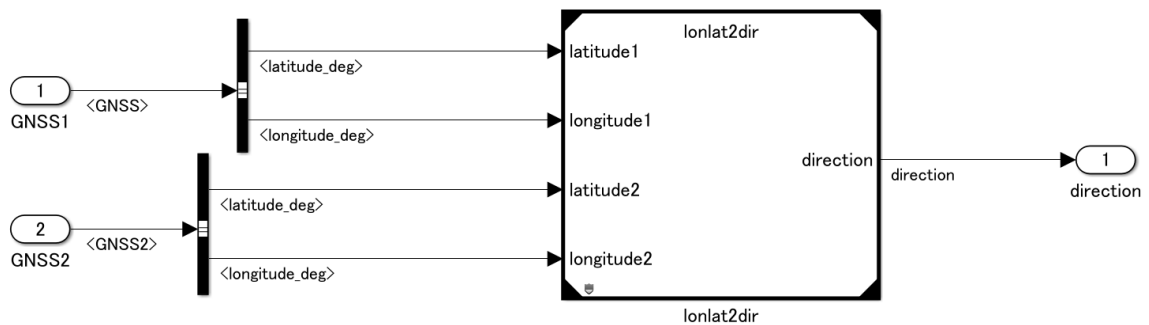 lonlat2dir
latitude1
<latitude_deg>
1
<GNSS>
GNSS1
longitude1
<longitude_deg>
direction
1
direction
direction
latitude2
<latitude_deg>
2
<GNSS2>
GNSS2
longitude2
<longitude_deg>
lonlat2dir